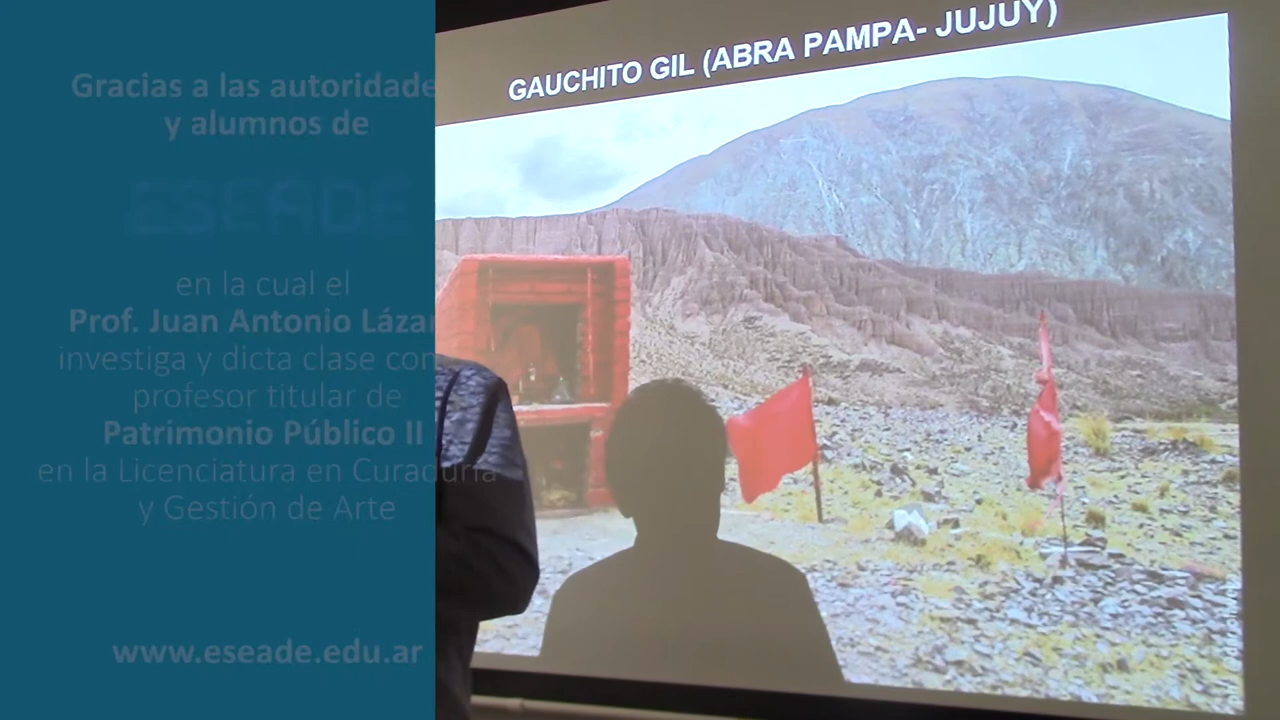 Gracias a las autoridade
y alumnos de
ESEADE
en la cual el
Prof. Juan Antonio Lázar
investiga y dicta clase com
profesor titular de
Patrimonio Público II
en la Licenciatura en Curaduría
y Gestión de Arte
www.eseade.edu.ar
GAUCHITO GIL (ABRA PAMPA- JUJUY)